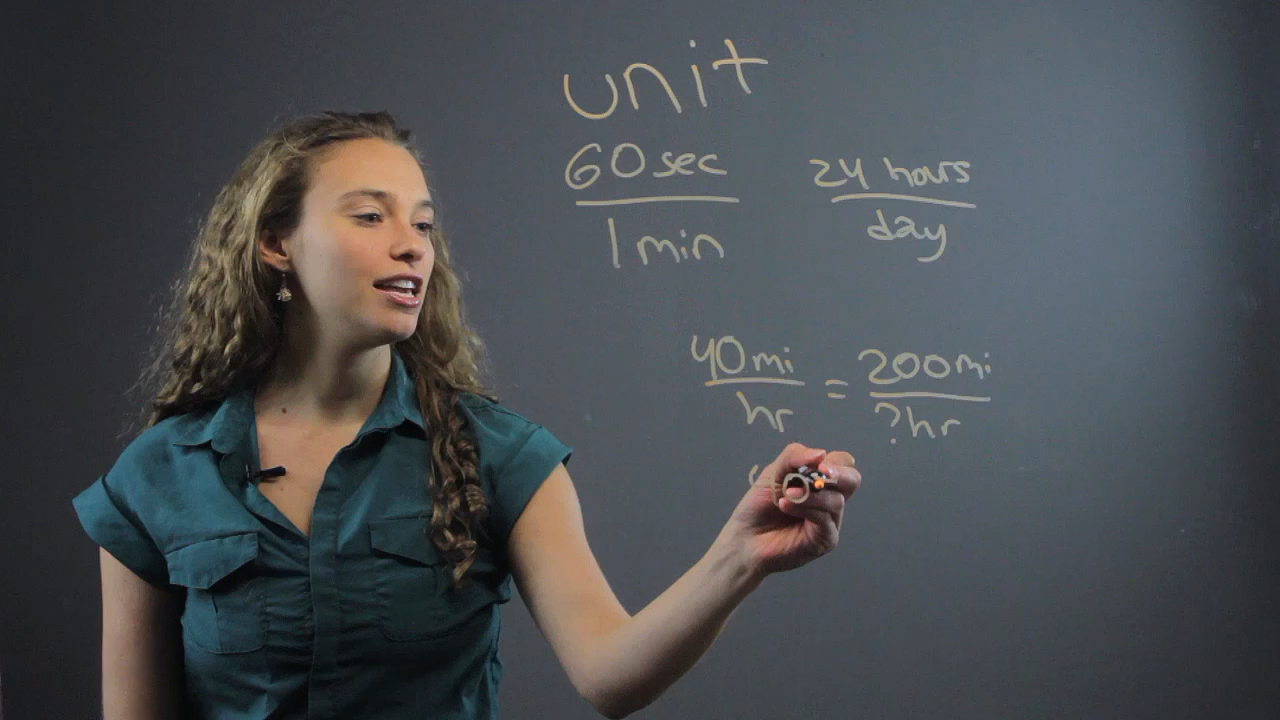 unit
60 sec 24 hours
1 min day
40 mi = 200 mi
hr ? hr